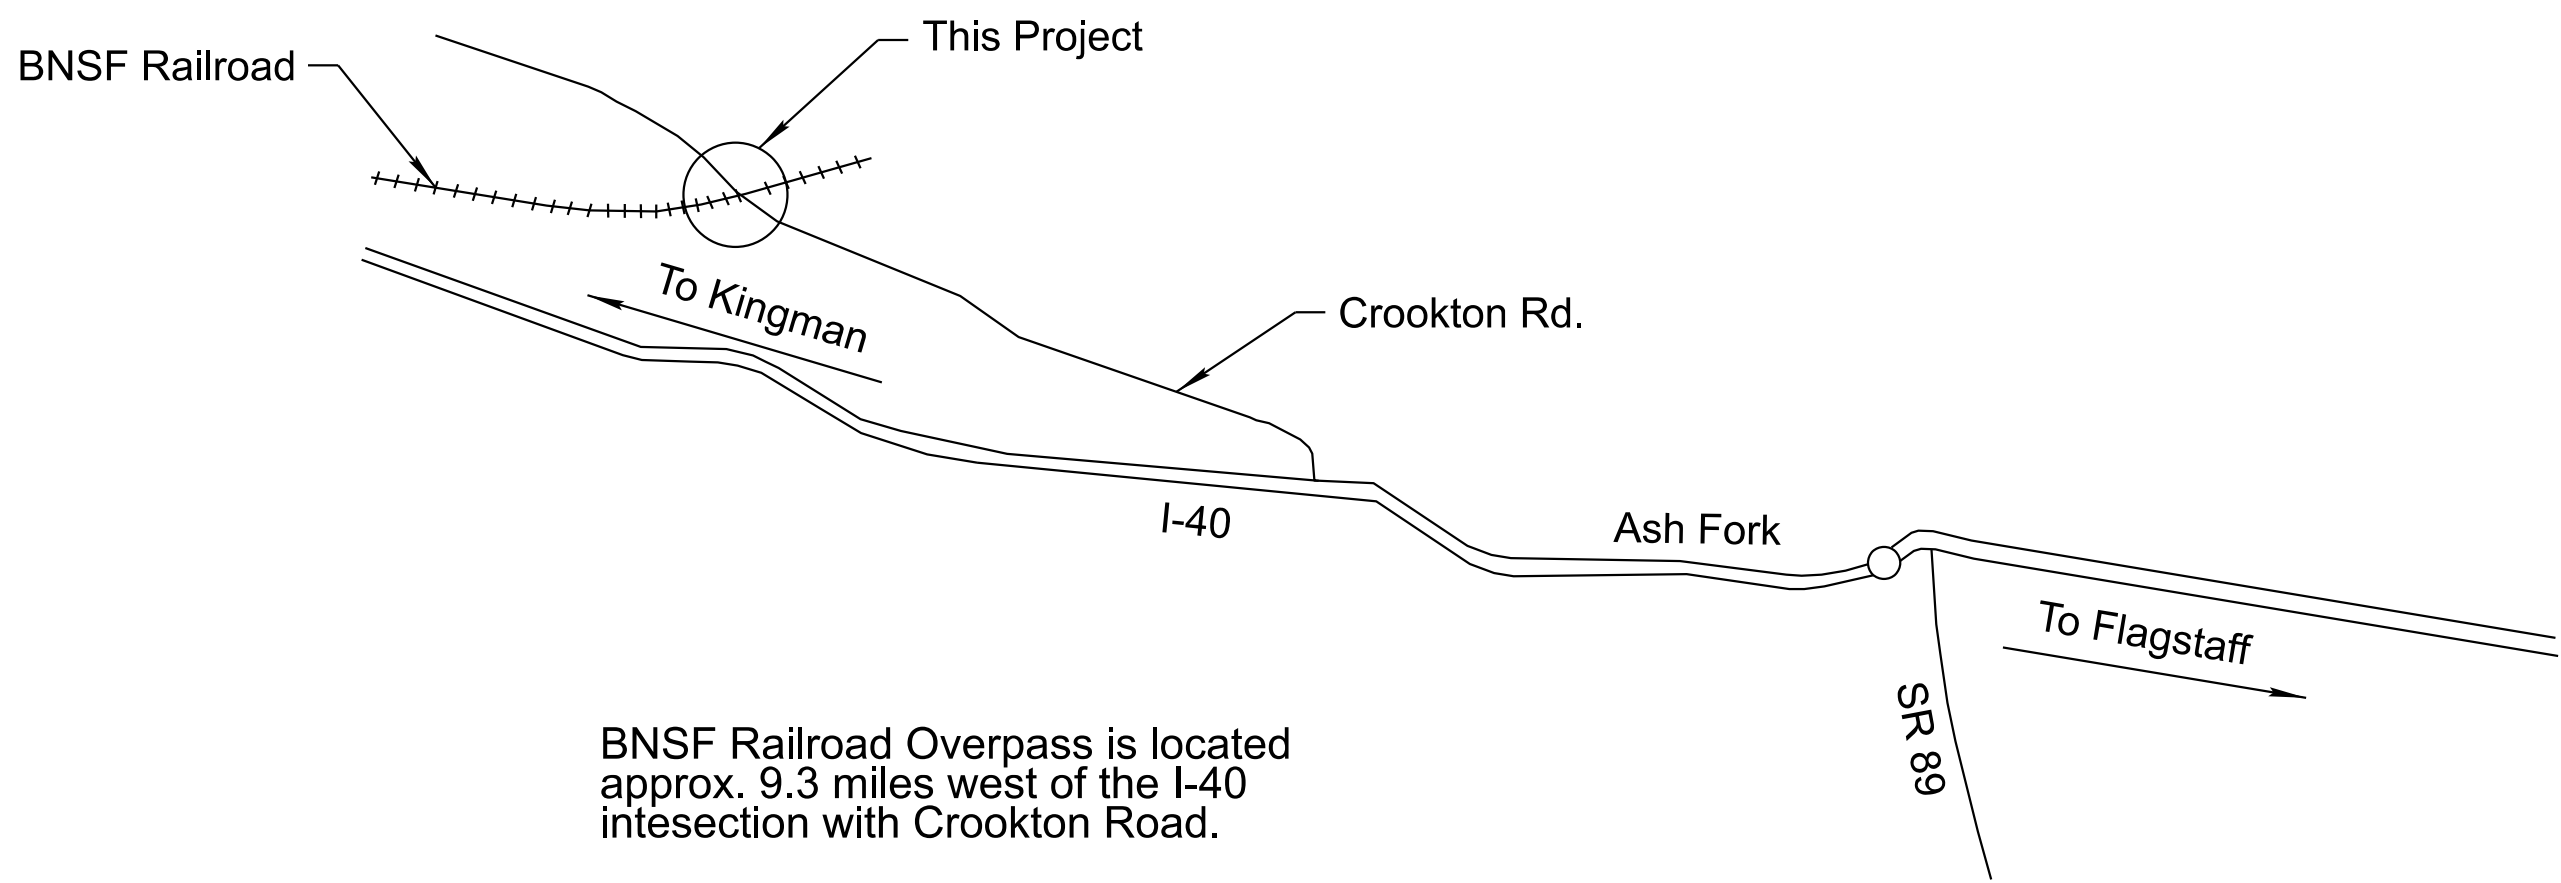 This Project
BNSF Railroad
To Kingman
Crookton Rd.
I-40
Ash Fork
To Flagstaff
SR 89
BNSF Railroad Overpass is located
approx. 9.3 miles west of the I-40
intesection with Crookton Road.